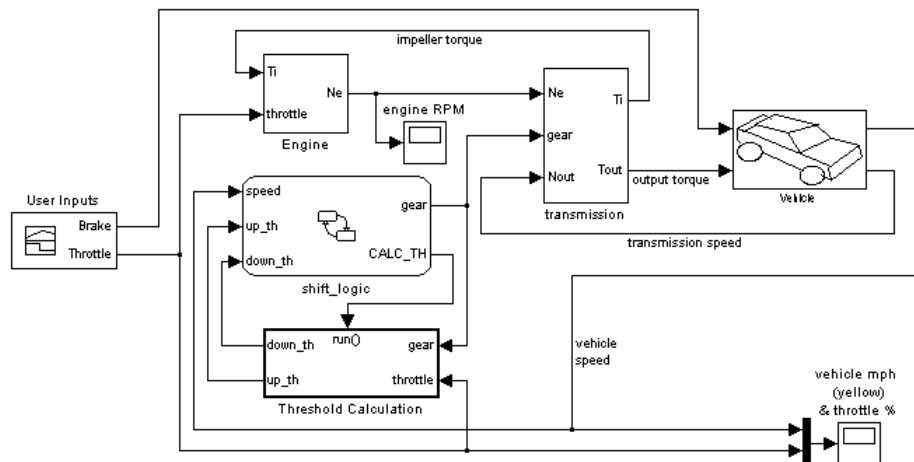 impeller torque
Ti
Ne
throttle
Engine
engine RPM
Ne
Ti
gear
Nout
Tout
output torque
transmission
Vehicle
transmission speed
User Inputs
Brake
Throttle
speed
gear
up_th
CALC_TH
down_th
shift_logic
run()
down_th
gear
up_th
throttle
Threshold Calculation
vehicle
speed
vehicle mph
(yellow)
& throttle %